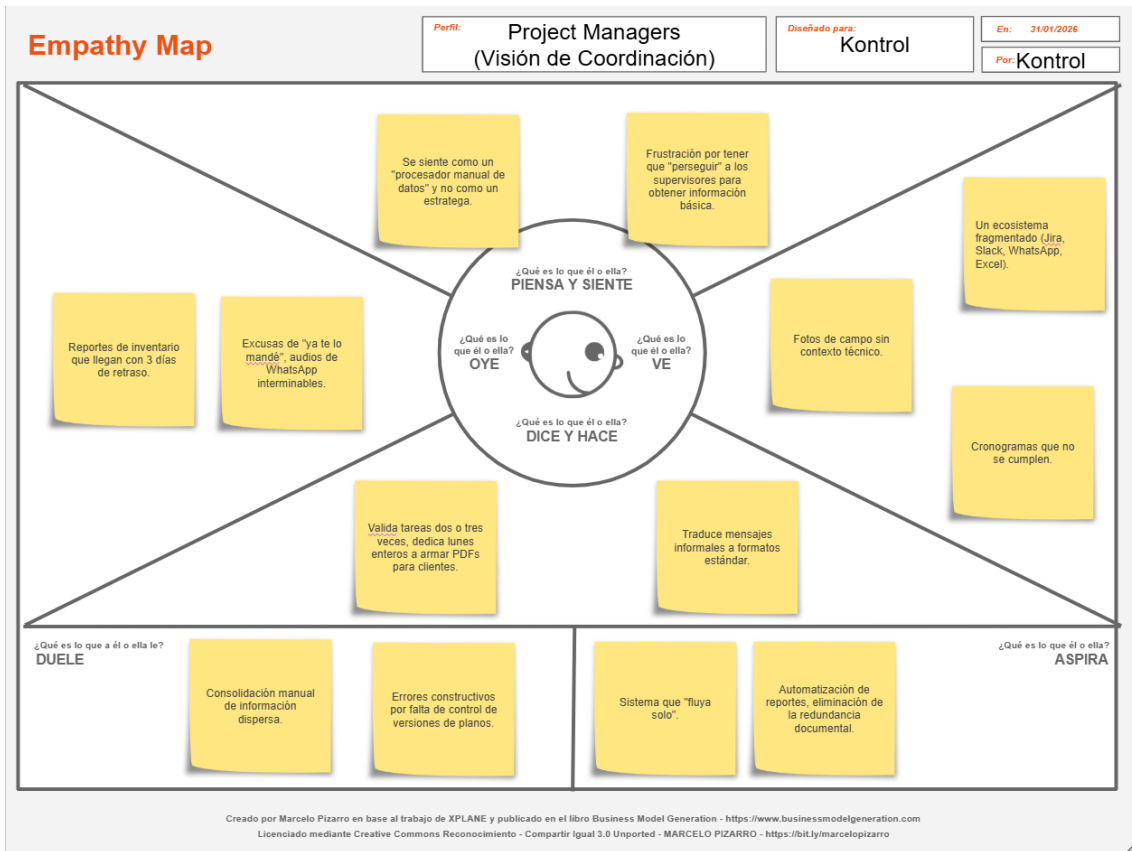 Empathy Map
Perfil:
Project Managers
(Visión de Coordinación)
Diseñado para:
Kontrol
En: 31/01/2026
Por: Kontrol
Se siente como un
"procesador manual de
datos" y no como un
estratega.
Frustración por tener
que "perseguir" a los
supervisores para
obtener información
básica.
Un ecosistema
fragmentado (Jira,
Slack, WhatsApp,
Excel).
Reportes de inventario
que llegan con 3 días
de retraso.
Excusas de "ya te lo
mandé", audios de
WhatsApp
interminables.
¿Qué es lo que él o ella?
PIENSA Y SIENTE
¿Qué es lo
que él o ella?
OYE
¿Qué es lo
que él o ella?
VE
¿Qué es lo que él o ella?
DICE Y HACE
Fotos de campo sin
contexto técnico.
Cronogramas que no
se cumplen.
Valida tareas dos o tres
veces, dedica lunes
enteros a armar PDFs
para clientes.
Traduce mensajes
informales a formatos
estándar.
¿Qué es lo que a él o ella le?
DUELE
Consolidación manual
de información
dispersa.
Errores constructivos
por falta de control de
versiones de planos.
Sistema que "fluya
solo".
Automatización de
reportes, eliminación de
la redundancia
documental.
¿Qué es lo que él o ella?
ASPIRA
Creado por Marcelo Pizarro en base al trabajo de XPLANE y publicado en el libro Business Model Generation - https://www.businessmodelgeneration.com
Licenciado mediante Creative Commons Reconocimiento - Compartir Igual 3.0 Unported - MARCELO PIZARRO - https://bit.ly/marcelopizarro